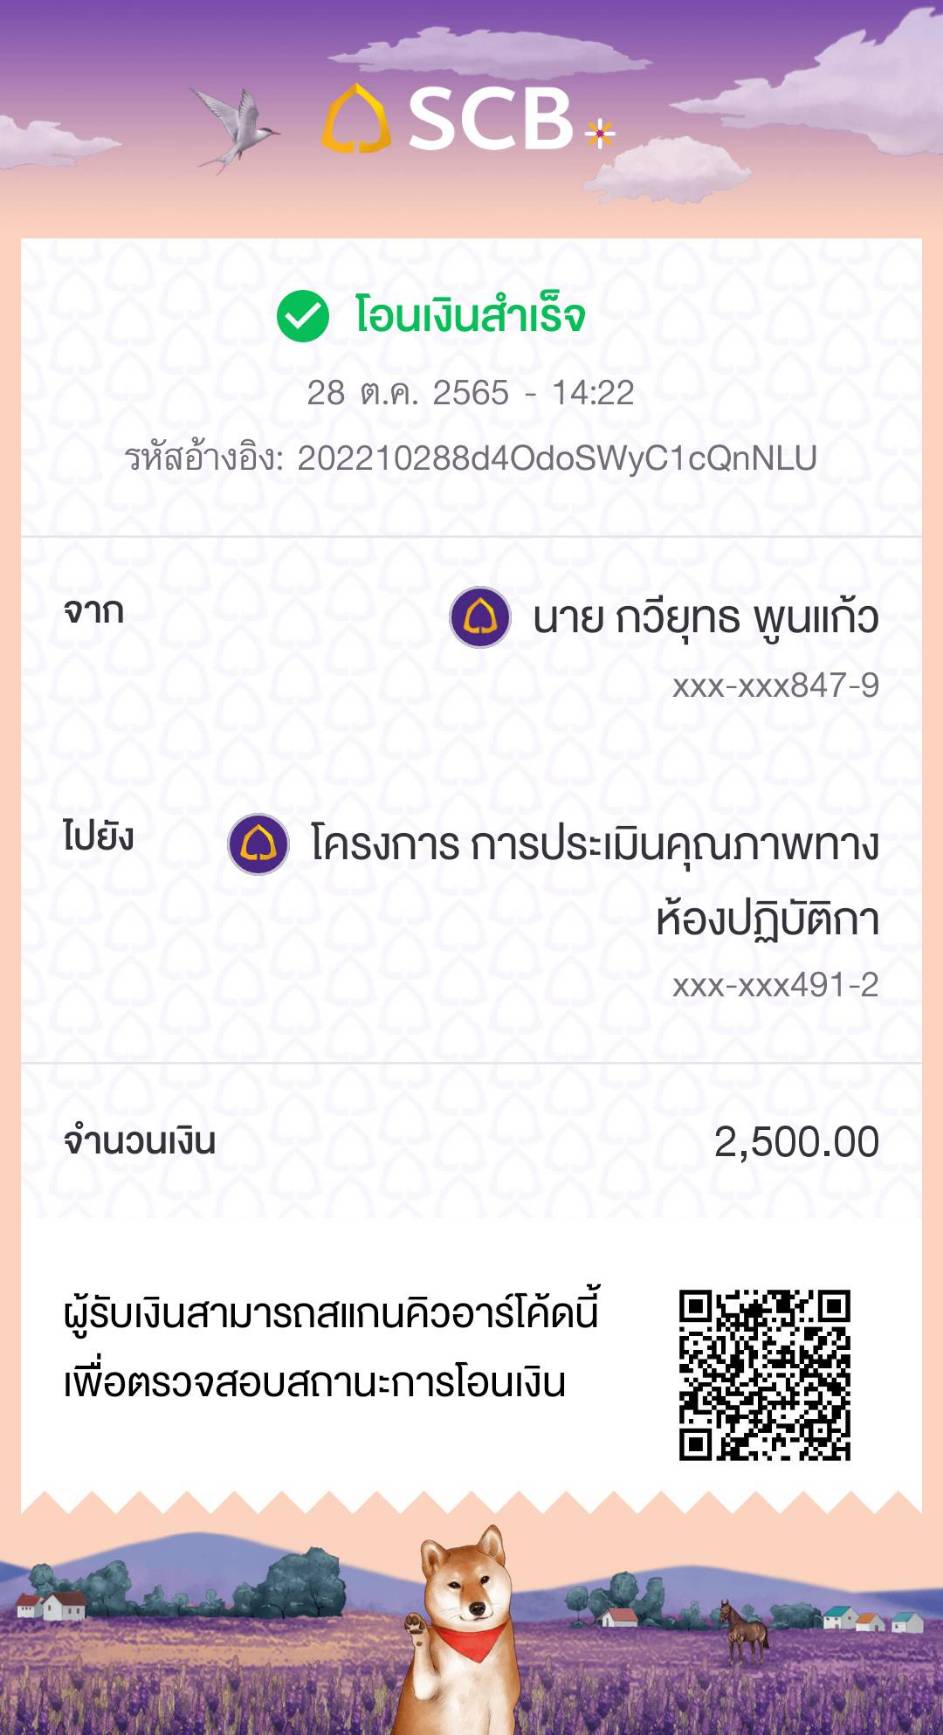 SCB
โอนเงินสำเร็จ
28 ต.ค. 2565 - 14:22
รหัสอ้างอิง: 202210288d4OdoSWyC1cQnNLU
จาก
นาย กวียุทธ พูนแก้ว
xxx-xxx847-9
ไปยัง
โครงการ การประเมินคุณภาพทาง
ห้องปฏิบัติกา
xxx-xxx491-2
จำนวนเงิน
2,500.00
ผู้รับเงินสามารถสแกนคิวอาร์โค้ดนี้
เพื่อตรวจสอบสถานะการโอนเงิน